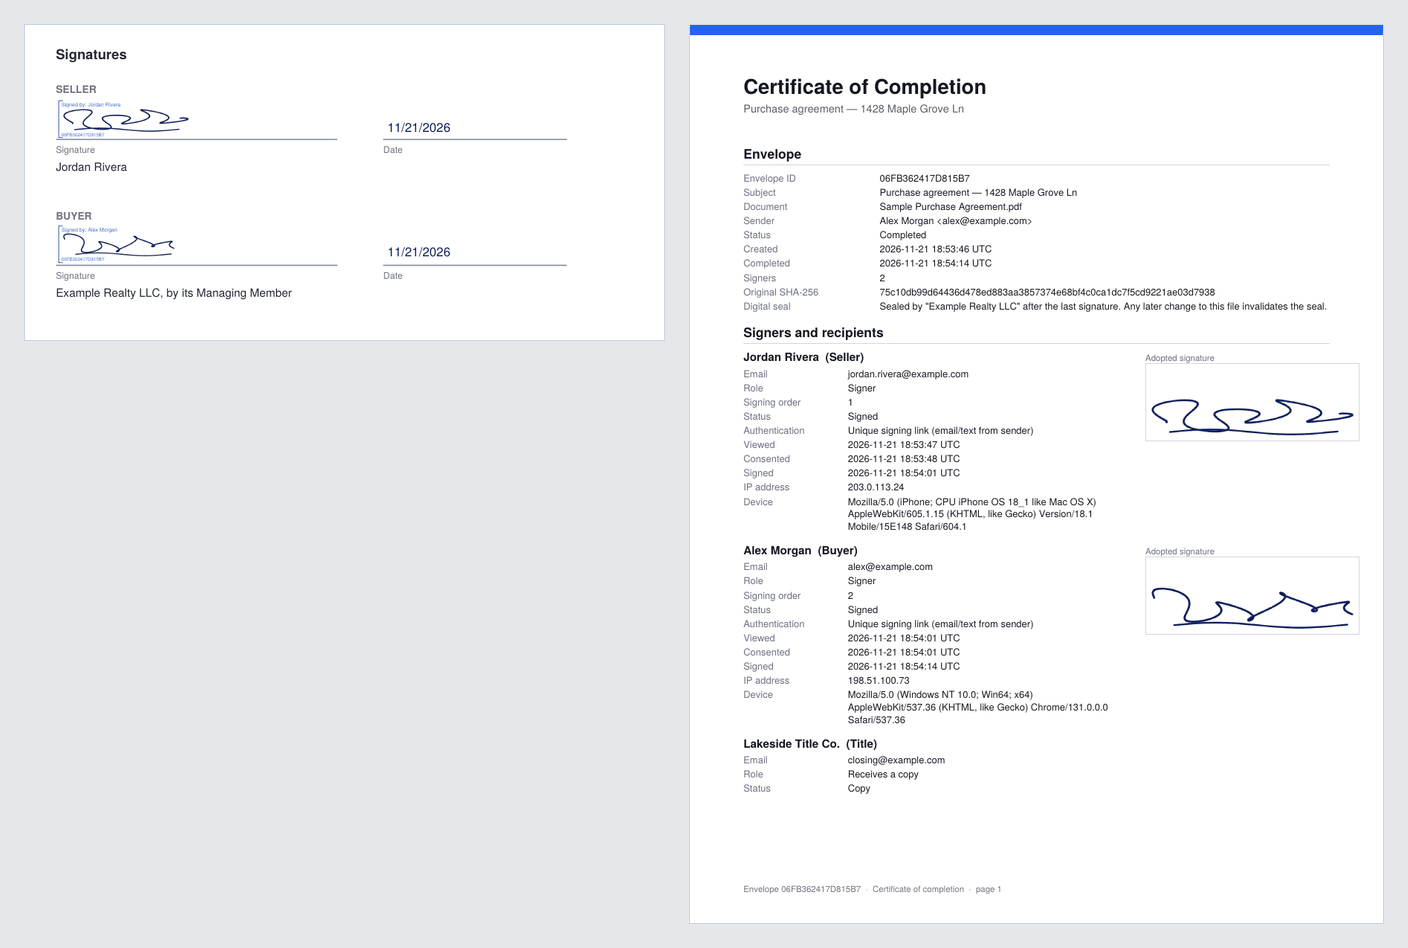 Signatures
SELLER
Signed by: Jordan Rivera
06FB362417D815B7
11/21/2026
Signature
Date
Jordan Rivera
BUYER
Signed by: Alex Morgan
06FB362417D815B7
11/21/2026
Signature
Date
Example Realty LLC, by its Managing Member
Certificate of Completion
Purchase agreement — 1428 Maple Grove Ln
Envelope
Envelope ID 06FB362417D815B7
Subject Purchase agreement — 1428 Maple Grove Ln
Document Sample Purchase Agreement.pdf
Sender Alex Morgan <alex@example.com>
Status Completed
Created 2026-11-21 18:53:46 UTC
Completed 2026-11-21 18:54:14 UTC
Signers 2
Original SHA-256 75c10db99d64436d478ed883aa3857374e68bf4c0ca1dc7f5cd9221ae03d7938
Digital seal Sealed by "Example Realty LLC" after the last signature. Any later change to this file invalidates the seal.
Signers and recipients
Jordan Rivera (Seller)
Adopted signature
Email jordan.rivera@example.com
Role Signer
Signing order 1
Status Signed
Authentication Unique signing link (email/text from sender)
Viewed 2026-11-21 18:53:47 UTC
Consented 2026-11-21 18:53:48 UTC
Signed 2026-11-21 18:54:01 UTC
IP address 203.0.113.24
Device Mozilla/5.0 (iPhone; CPU iPhone OS 18_1 like Mac OS X)
AppleWebKit/605.1.15 (KHTML, like Gecko) Version/18.1
Mobile/15E148 Safari/604.1
Alex Morgan (Buyer)
Adopted signature
Email alex@example.com
Role Signer
Signing order 2
Status Signed
Authentication Unique signing link (email/text from sender)
Viewed 2026-11-21 18:54:01 UTC
Consented 2026-11-21 18:54:01 UTC
Signed 2026-11-21 18:54:14 UTC
IP address 198.51.100.73
Device Mozilla/5.0 (Windows NT 10.0; Win64; x64)
AppleWebKit/537.36 (KHTML, like Gecko) Chrome/131.0.0.0
Safari/537.36
Lakeside Title Co. (Title)
Email closing@example.com
Role Receives a copy
Status Copy
Envelope 06FB362417D815B7 · Certificate of completion · page 1